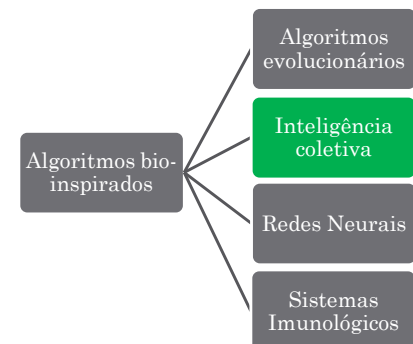 Algoritmos
evolucionários
Inteligência
coletiva
Algoritmos bio-
inspirados
Redes Neurais
Sistemas
Imunológicos